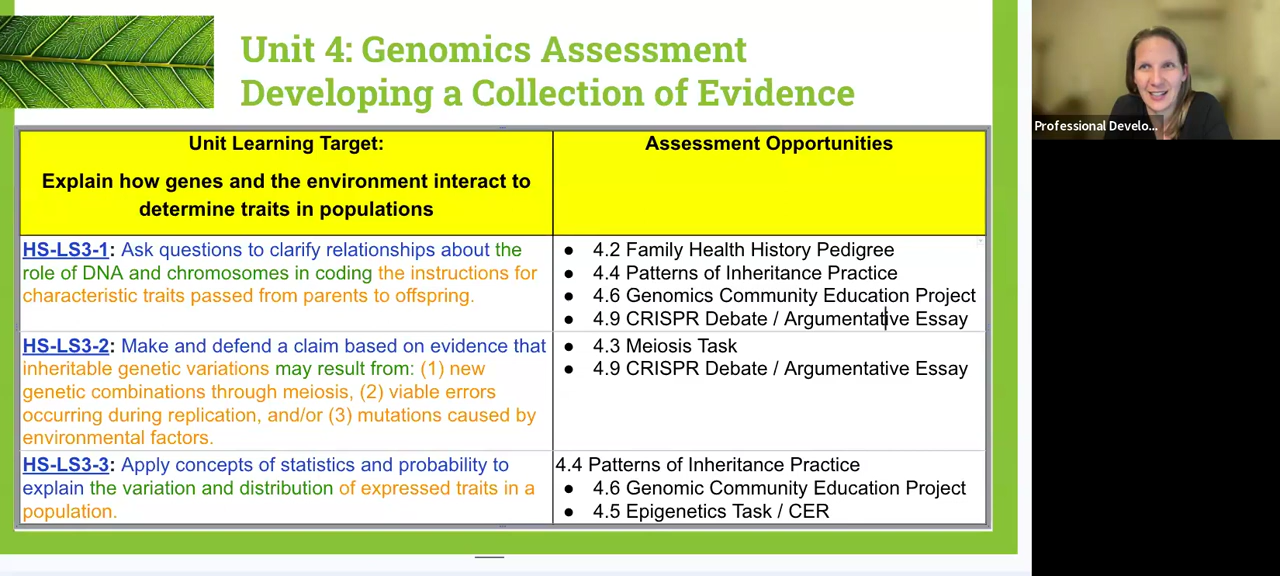 Unit 4: Genomics Assessment
Developing a Collection of Evidence
Professional Develo...
Unit Learning Target:
Explain how genes and the environment interact to
determine traits in populations
Assessment Opportunities
HS-LS3-1: Ask questions to clarify relationships about the
role of DNA and chromosomes in coding the instructions for
characteristic traits passed from parents to offspring.
● 4.2 Family Health History Pedigree
● 4.4 Patterns of Inheritance Practice
● 4.6 Genomics Community Education Project
● 4.9 CRISPR Debate / Argumentative Essay
HS-LS3-2: Make and defend a claim based on evidence that
inheritable genetic variations may result from: (1) new
genetic combinations through meiosis, (2) viable errors
occurring during replication, and/or (3) mutations caused by
environmental factors.
● 4.3 Meiosis Task
● 4.9 CRISPR Debate / Argumentative Essay
HS-LS3-3: Apply concepts of statistics and probability to
explain the variation and distribution of expressed traits in a
population.
4.4 Patterns of Inheritance Practice
● 4.6 Genomic Community Education Project
● 4.5 Epigenetics Task / CER